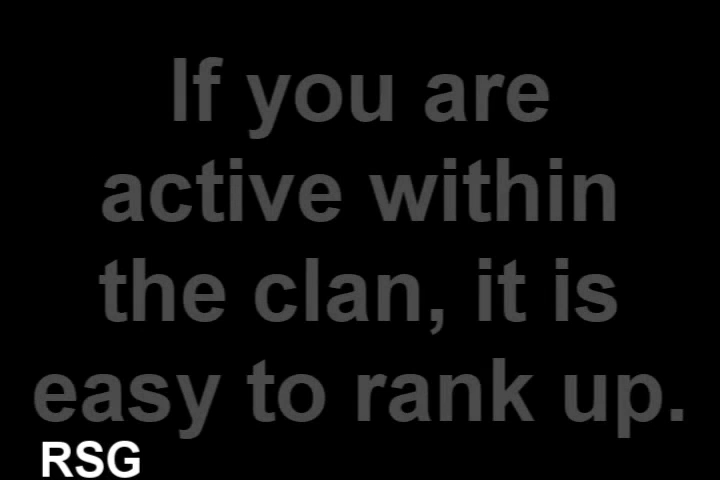 If you are
active within
the clan, it is
easy to rank up.
RSG